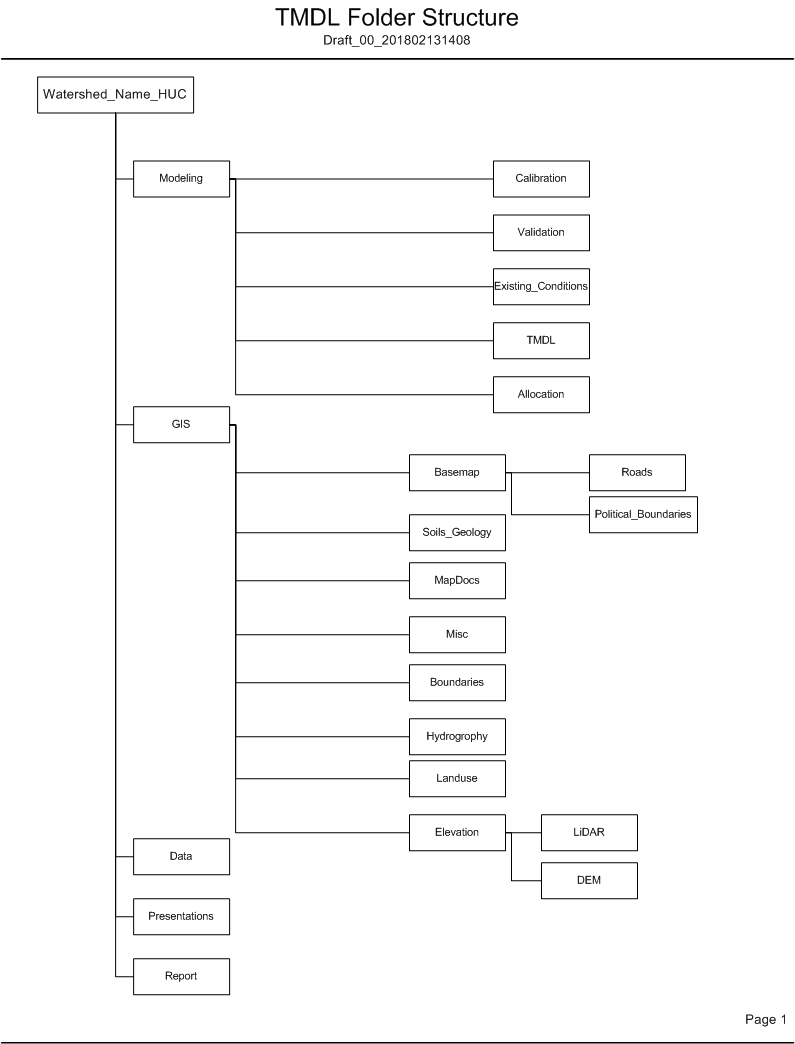 TMDL Folder Structure
Draft_00_201802131408
Watershed_Name_HUC
Modeling
Calibration
Validation
Existing_Conditions
TMDL
Allocation
GIS
Basemap
Roads
Political_Boundaries
Soils_Geology
MapDocs
Misc
Boundaries
Hydrogrophy
Landuse
Elevation
LiDAR
DEM
Data
Presentations
Report
Page 1